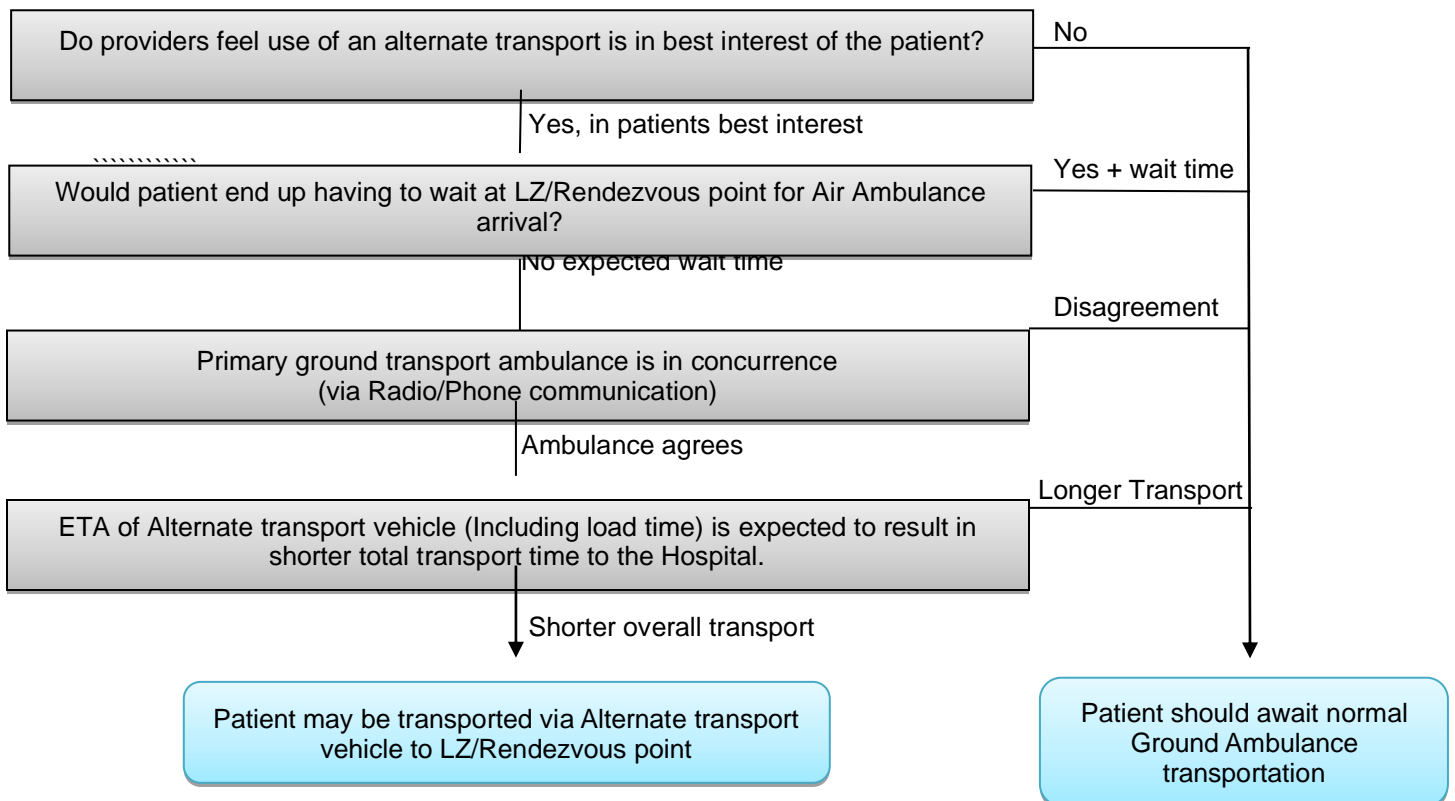 Do providers feel use of an alternate transport is in best interest of the patient?
No
Yes, in patients best interest
````````````
Would patient end up having to wait at LZ/Rendezvous point for Air Ambulance
arrival?
Yes + wait time
No expected wait time
Disagreement
Primary ground transport ambulance is in concurrence
(via Radio/Phone communication)
Ambulance agrees
Longer Transport
ETA of Alternate transport vehicle (Including load time) is expected to result in
shorter total transport time to the Hospital.
Shorter overall transport
Patient may be transported via Alternate transport
vehicle to LZ/Rendezvous point
Patient should await normal
Ground Ambulance
transportation